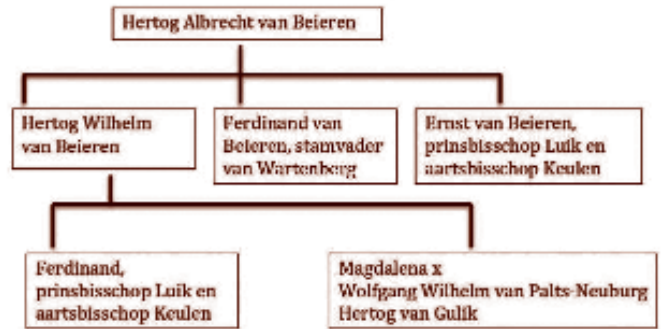 Hertog Albrecht van Beieren
Hertog Wilhelm
van Beieren
Ferdinand van
Beieren, stamvader
van Wartenberg
Ernst van Beieren,
prinsbisschop Luik en
aartsbisschop Keulen
Ferdinand,
prinsbisschop Luik en
aartsbisschop Keulen
Magdalena x
Wolfgang Wilhelm van Palts-Neuburg
Hertog van Gulik